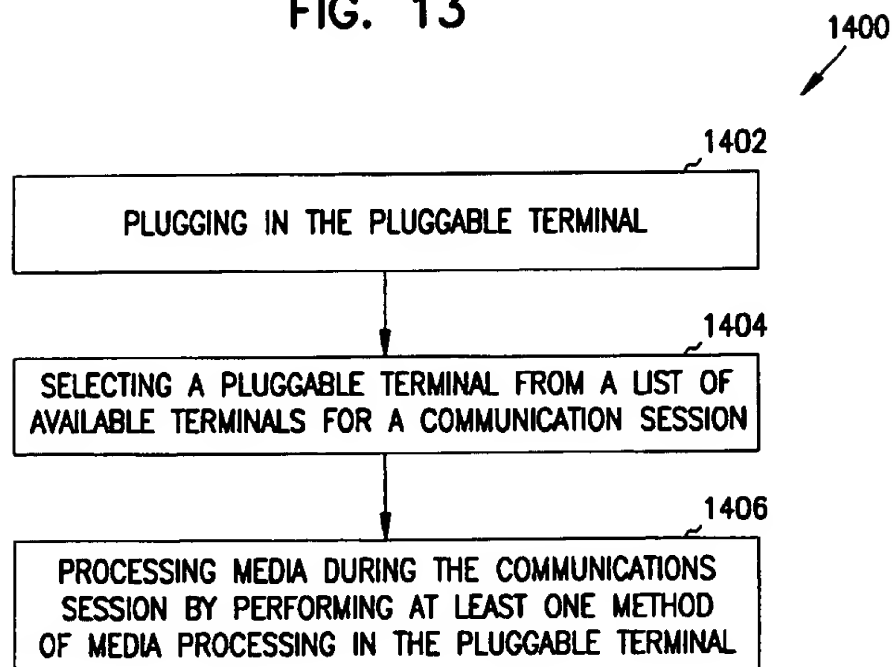 FIG. 13
1400
1402
PLUGGING IN THE PLUGGABLE TERMINAL
1404
SELECTING A PLUGGABLE TERMINAL FROM A LIST OF
AVAILABLE TERMINALS FOR A COMMUNICATION SESSION
1406
PROCESSING MEDIA DURING THE COMMUNICATIONS
SESSION BY PERFORMING AT LEAST ONE METHOD
OF MEDIA PROCESSING IN THE PLUGGABLE TERMINAL